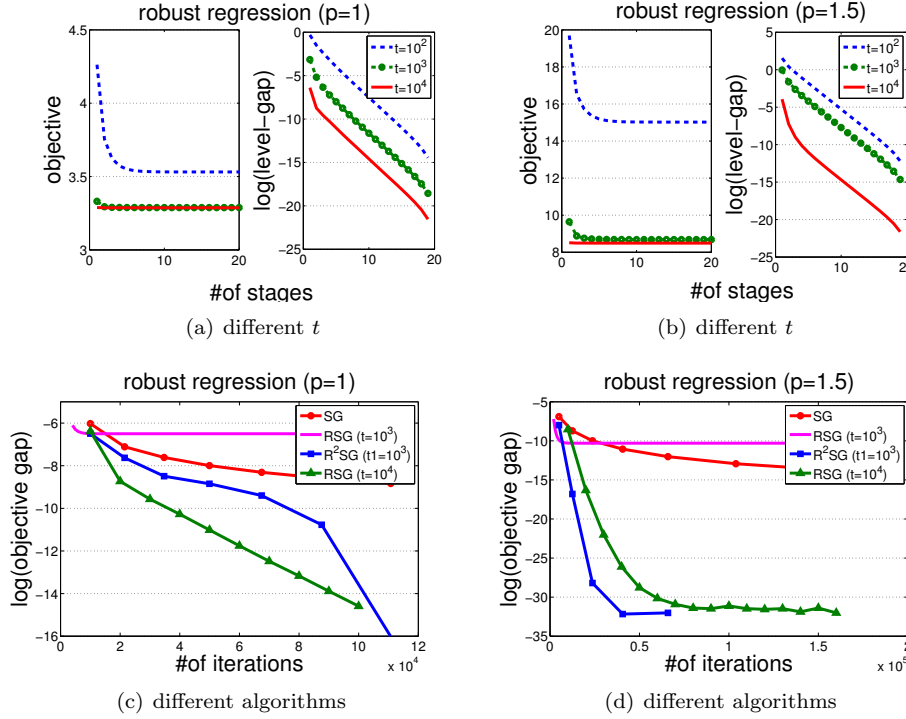 robust regression (p=1)
4.5
4
3.5
3
objective
0
10
20
0
−5
−10
−15
−20
−25
log(level−gap)
0
10
20
t=10²
t=10³
t=10⁴
#of stages
(a) different t
robust regression (p=1.5)
20
18
16
14
12
10
8
objective
0
10
20
5
0
−5
−10
−15
−20
−25
log(level−gap)
0
10
20
t=10²
t=10³
t=10⁴
#of stages
(b) different t
robust regression (p=1)
−6
−8
−10
−12
−14
−16
log(objective gap)
0
2
4
6
8
10
12
x 10⁴
SG
RSG (t=10³)
R²SG (t1=10³)
RSG (t=10⁴)
#of iterations
(c) different algorithms
robust regression (p=1.5)
−5
−10
−15
−20
−25
−30
−35
log(objective gap)
0
0.5
1
1.5
x 10⁵
SG
RSG (t=10³)
R²SG (t1=10³)
RSG (t=10⁴)
#of iterations
(d) different algorithms